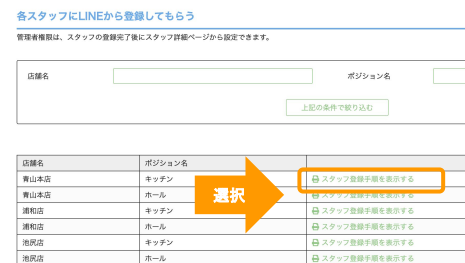 各スタッフにLINEから登録してもらう
管理者権限は、スタッフの登録完了後にスタッフ詳細ページから設定できます。
店舗名 ポジション名
上記の条件で絞り込む
店舗名 ポジション名
青山本店 キッチン スタッフ登録手順を表示する
青山本店 ホール スタッフ登録手順を表示する
選択
浦和店 キッチン スタッフ登録手順を表示する
浦和店 ホール スタッフ登録手順を表示する
池尻店 キッチン スタッフ登録手順を表示する
池尻店 ホール スタッフ登録手順を表示する